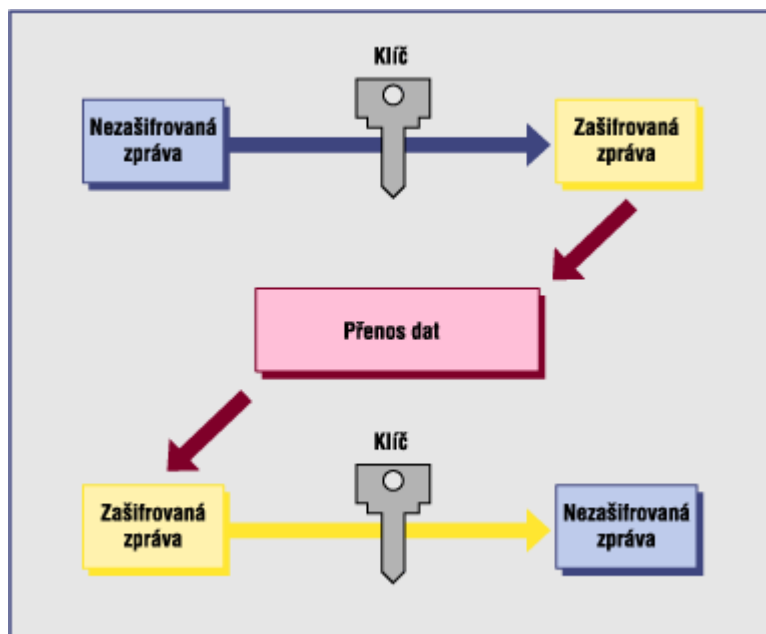 Klíč
Nezašifrovaná
zpráva
Zašifrovaná
zpráva
Přenos dat
Klíč
Zašifrovaná
zpráva
Nezašifrovaná
zpráva